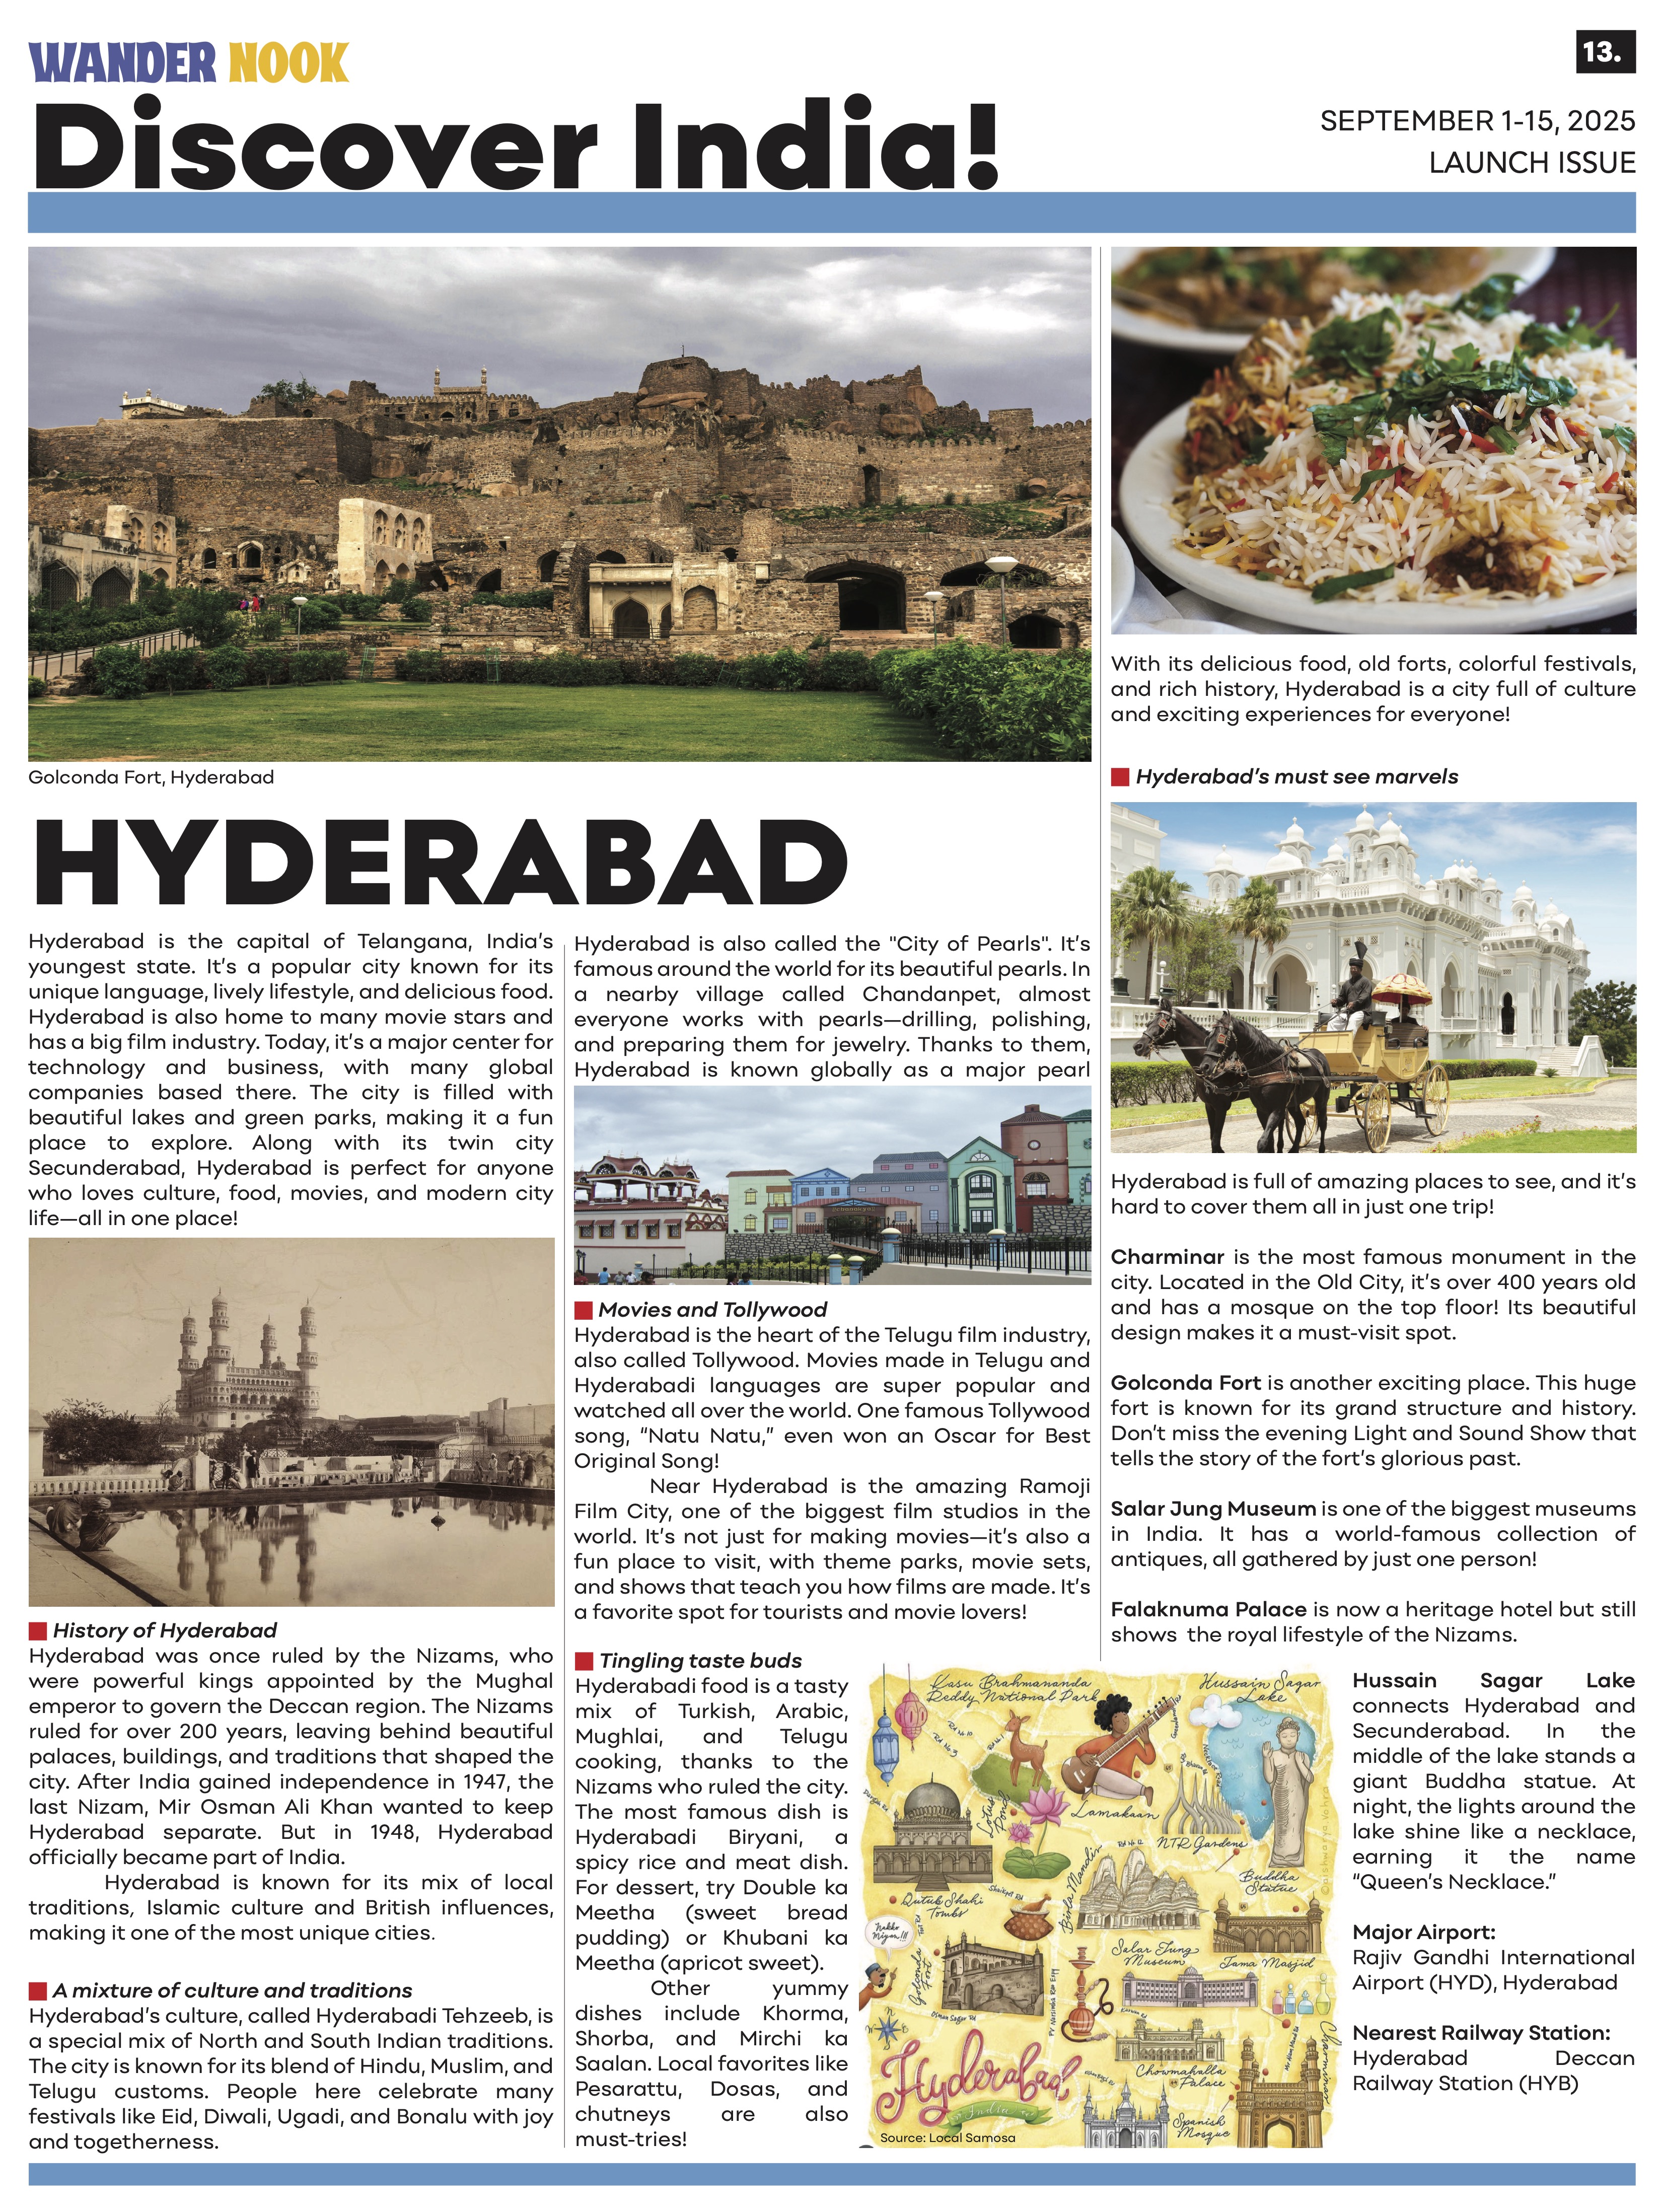 WANDER NOOK
13.
Discover India!
SEPTEMBER 1-15, 2025
LAUNCH ISSUE
Golconda Fort, Hyderabad
HYDERABAD
Hyderabad is the capital of Telangana, India's
youngest state. It's a popular city known for its
unique language, lively lifestyle, and delicious food.
Hyderabad is also home to many movie stars and
has a big film industry. Today, it's a major center for
technology and business, with many global
companies based there. The city is filled with
beautiful lakes and green parks, making it a fun
place to explore. Along with its twin city
Secunderabad, Hyderabad is perfect for anyone
who loves culture, food, movies, and modern city
life—all in one place!
History of Hyderabad
Hyderabad was once ruled by the Nizams, who
were powerful kings appointed by the Mughal
emperor to govern the Deccan region. The Nizams
ruled for over 200 years, leaving behind beautiful
palaces, buildings, and traditions that shaped the
city. After India gained independence in 1947, the
last Nizam, Mir Osman Ali Khan wanted to keep
Hyderabad separate. But in 1948, Hyderabad
officially became part of India.
Hyderabad is known for its mix of local
traditions, Islamic culture and British influences,
making it one of the most unique cities.
A mixture of culture and traditions
Hyderabad's culture, called Hyderabadi Tehzeeb, is
a special mix of North and South Indian traditions.
The city is known for its blend of Hindu, Muslim, and
Telugu customs. People here celebrate many
festivals like Eid, Diwali, Ugadi, and Bonalu with joy
and togetherness.
Hyderabad is also called the "City of Pearls". It's
famous around the world for its beautiful pearls. In
a nearby village called Chandanpet, almost
everyone works with pearls—drilling, polishing,
and preparing them for jewelry. Thanks to them,
Hyderabad is known globally as a major pearl
Movies and Tollywood
Hyderabad is the heart of the Telugu film industry,
also called Tollywood. Movies made in Telugu and
Hyderabadi languages are super popular and
watched all over the world. One famous Tollywood
song, “Natu Natu,” even won an Oscar for Best
Original Song!
Near Hyderabad is the amazing Ramoji
Film City, one of the biggest film studios in the
world. It's not just for making movies—it's also a
fun place to visit, with theme parks, movie sets,
and shows that teach you how films are made. It's
a favorite spot for tourists and movie lovers!
Tingling taste buds
Hyderabadi food is a tasty
mix of Turkish, Arabic,
Mughlai, and Telugu
cooking, thanks to the
Nizams who ruled the city.
The most famous dish is
Hyderabadi Biryani, a
spicy rice and meat dish.
For dessert, try Double ka
Meetha (sweet bread
pudding) or Khubani ka
Meetha (apricot sweet).
Other yummy
dishes include Khorma,
Shorba, and Mirchi ka
Saalan. Local favorites like
Pesarattu, Dosas, and
chutneys are also
must-tries!
With its delicious food, old forts, colorful festivals,
and rich history, Hyderabad is a city full of culture
and exciting experiences for everyone!
Hyderabad's must see marvels
Hyderabad is full of amazing places to see, and it's
hard to cover them all in just one trip!
Charminar is the most famous monument in the
city. Located in the Old City, it's over 400 years old
and has a mosque on the top floor! Its beautiful
design makes it a must-visit spot.
Golconda Fort is another exciting place. This huge
fort is known for its grand structure and history.
Don't miss the evening Light and Sound Show that
tells the story of the fort's glorious past.
Salar Jung Museum is one of the biggest museums
in India. It has a world-famous collection of
antiques, all gathered by just one person!
Falaknuma Palace is now a heritage hotel but still
shows the royal lifestyle of the Nizams.
Hussain Sagar Lake
connects Hyderabad and
Secunderabad. In the
middle of the lake stands a
giant Buddha statue. At
night, the lights around the
lake shine like a necklace,
earning it the name
“Queen's Necklace.”
Major Airport:
Rajiv Gandhi International
Airport (HYD), Hyderabad
Nearest Railway Station:
Hyderabad Deccan
Railway Station (HYB)
Kasu Brahmananda
Reddy National Park
Hussain Sagar
Lake
Lotus
Pond
Lamakaan
NTR Gardens
Buddha
Statue
Qutub Shahi
Tombs
Birla Mandir
Nakko
Miyan!!!
Golconda
Fort
Salar Jung
Museum
Jama Masjid
Osman Sagar Rd
Chowmahalla
Palace
Charminar
Spanish
Mosque
Hyderabad
India
Source: Local Samosa